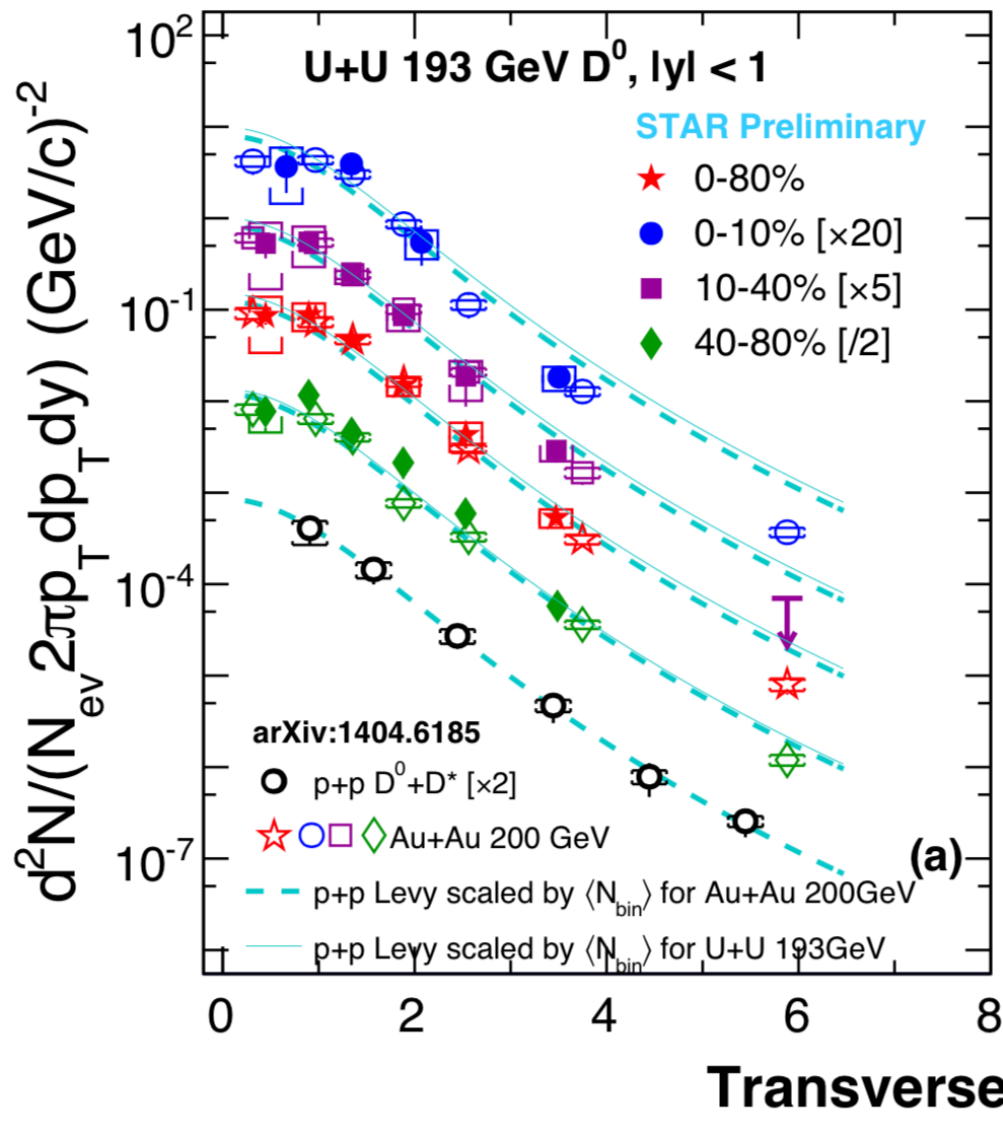 d²N/(N_ev 2πp_T dp_T dy) (GeV/c)⁻²
10²
10⁻¹
10⁻⁴
10⁻⁷
U+U 193 GeV D⁰, |y| < 1
STAR Preliminary
0-80%
0-10% [×20]
10-40% [×5]
40-80% [/2]
arXiv:1404.6185
p+p D⁰+D* [×2]
Au+Au 200 GeV
p+p Levy scaled by ⟨N_bin⟩ for Au+Au 200GeV
p+p Levy scaled by ⟨N_bin⟩ for U+U 193GeV
(a)
0 2 4 6 8
Transverse